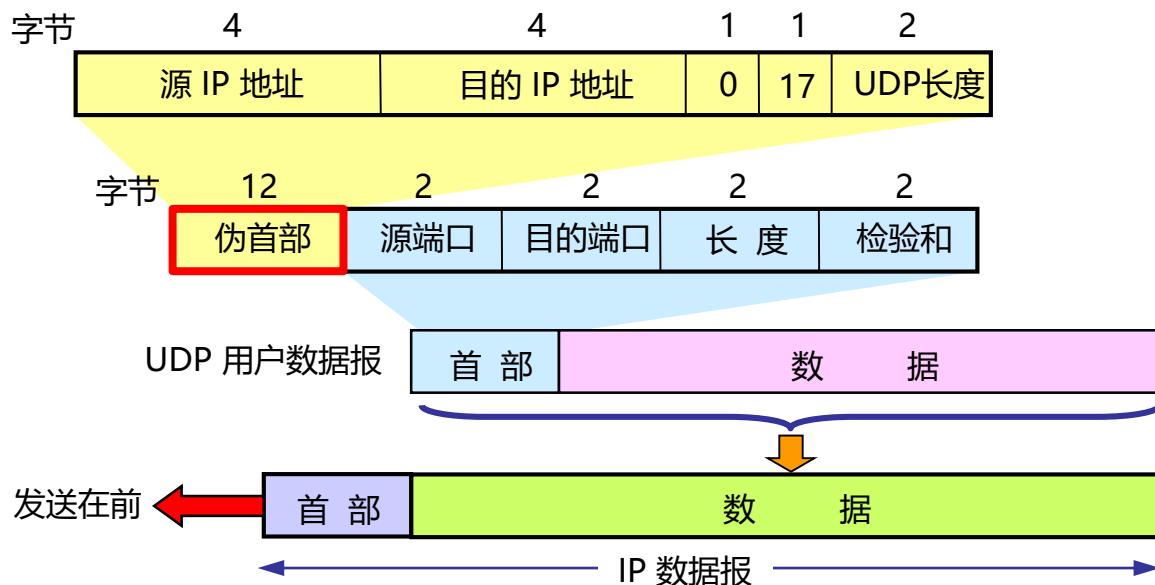 字节 4 4 1 1 2
源 IP 地址 目的 IP 地址 0 17 UDP长度
字节 12 2 2 2 2
伪首部 源端口 目的端口 长 度 检验和
UDP 用户数据报 首 部 数 据
发送在前 首 部 数 据
IP 数据报